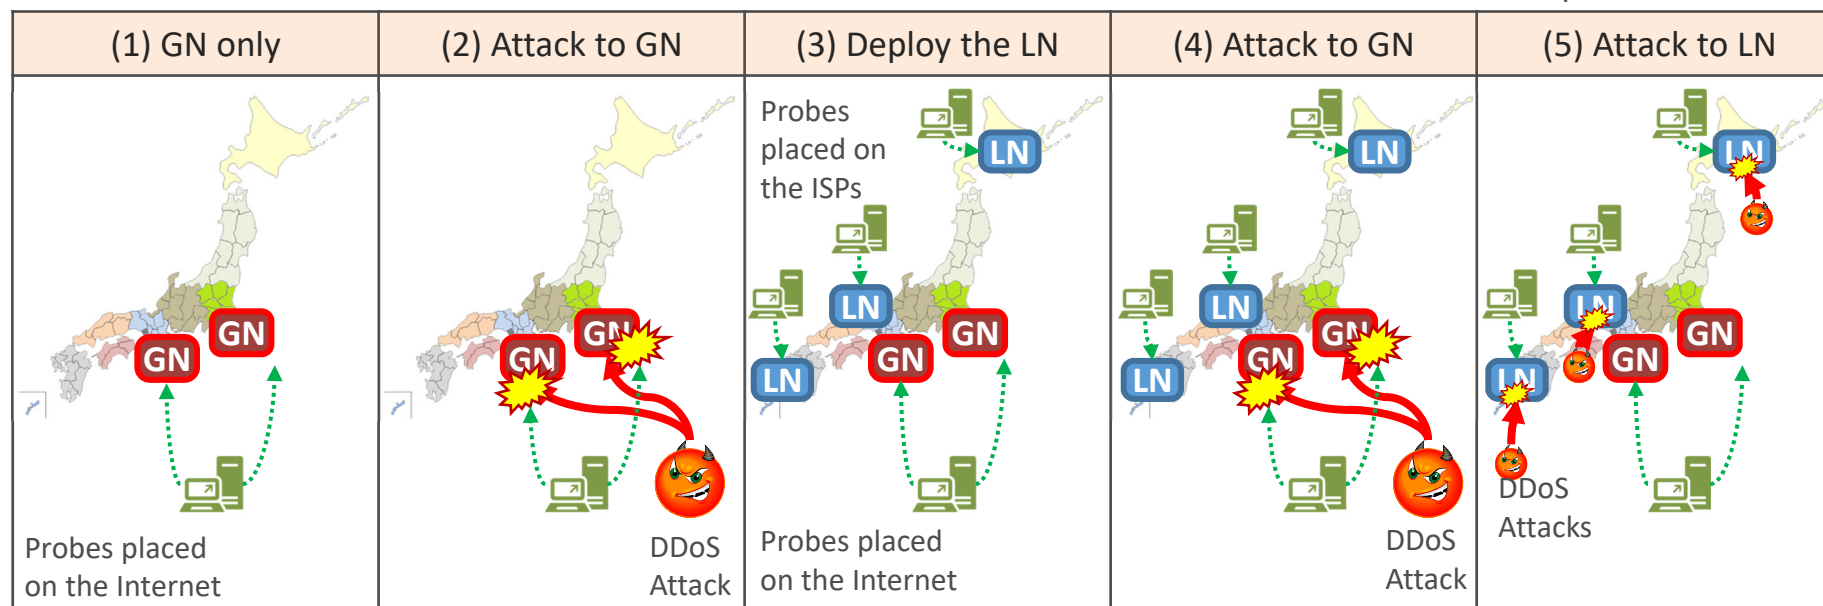 (1) GN only
(2) Attack to GN
(3) Deploy the LN
(4) Attack to GN
(5) Attack to LN
GN
GN
Probes placed
on the Internet
GN
GN
DDoS
Attack
Probes
placed on
the ISPs
LN
LN
LN
GN
GN
Probes placed
on the Internet
LN
LN
LN
GN
GN
DDoS
Attack
LN
LN
LN
GN
GN
DDoS
Attacks